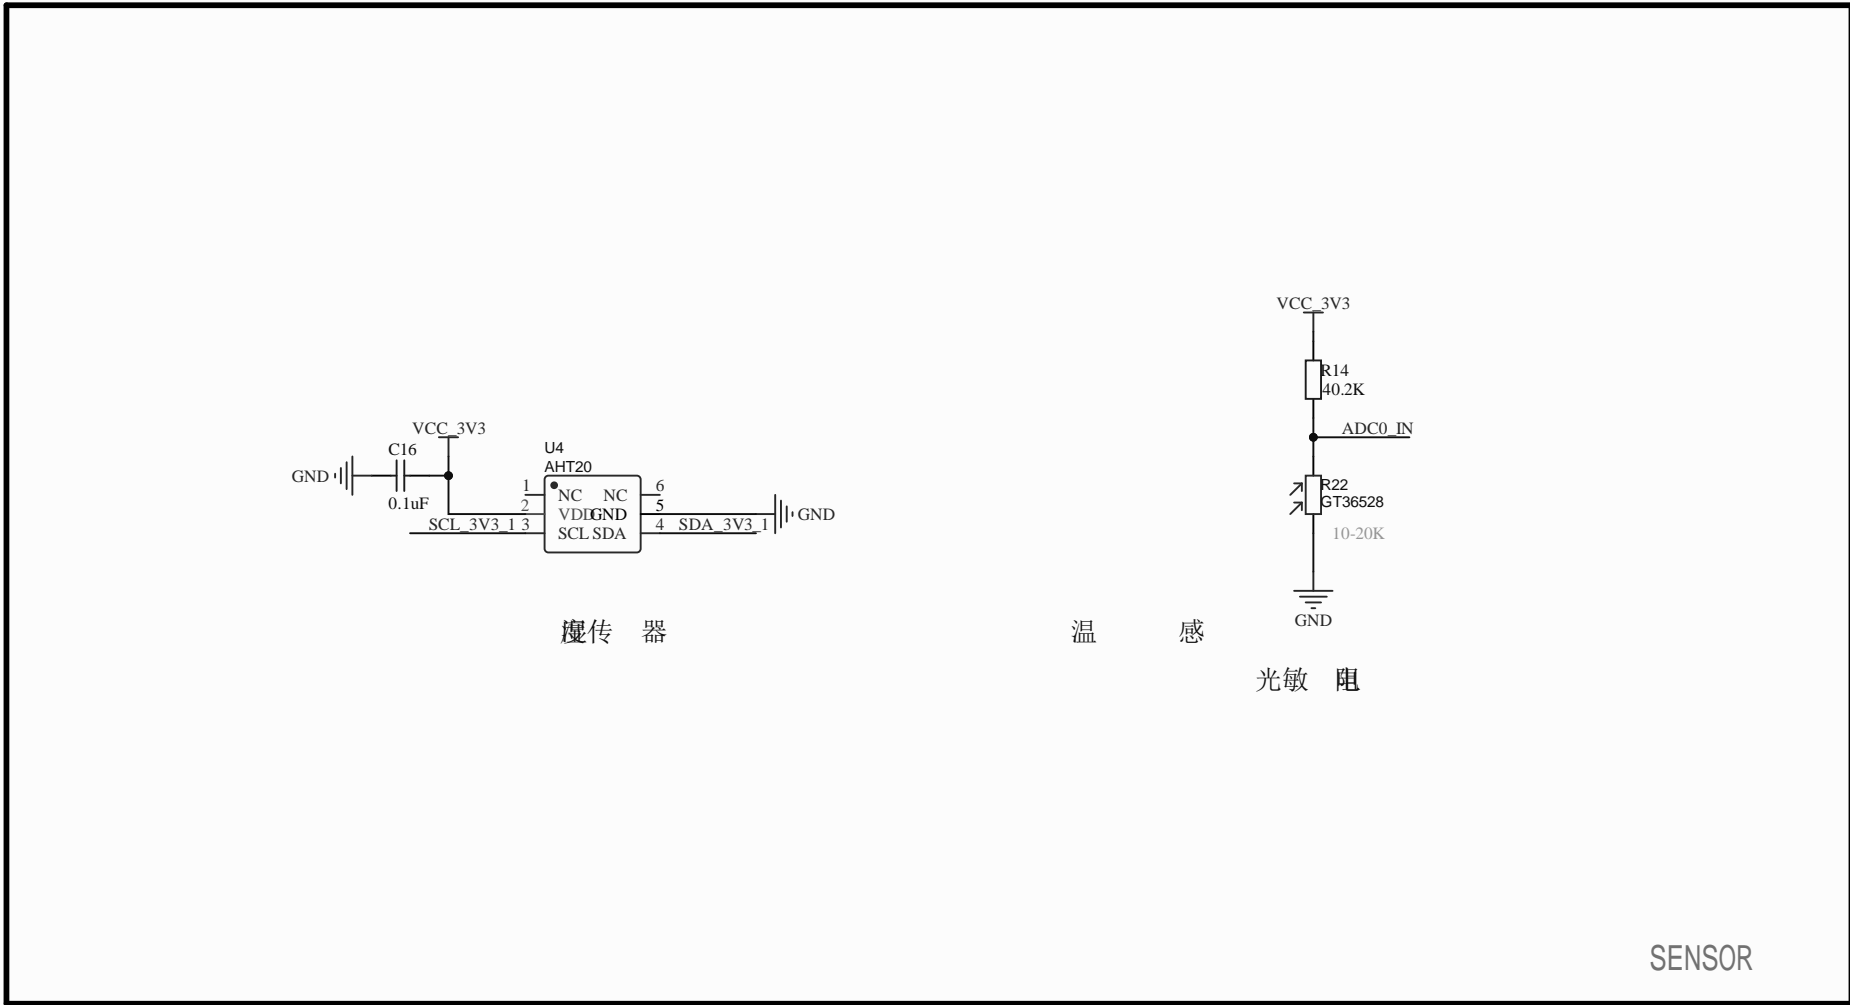 VCC_3V3
C16
GND
0.1uF
SCL_3V3_1
U4
AHT20
1 NC NC 6
2 VDD GND 5
3 SCL SDA 4
SDA_3V3_1
GND
传 器
VCC_3V3
R14
40.2K
ADC0_IN
R22
GT36528
10-20K
GND
温 感
光敏
SENSOR